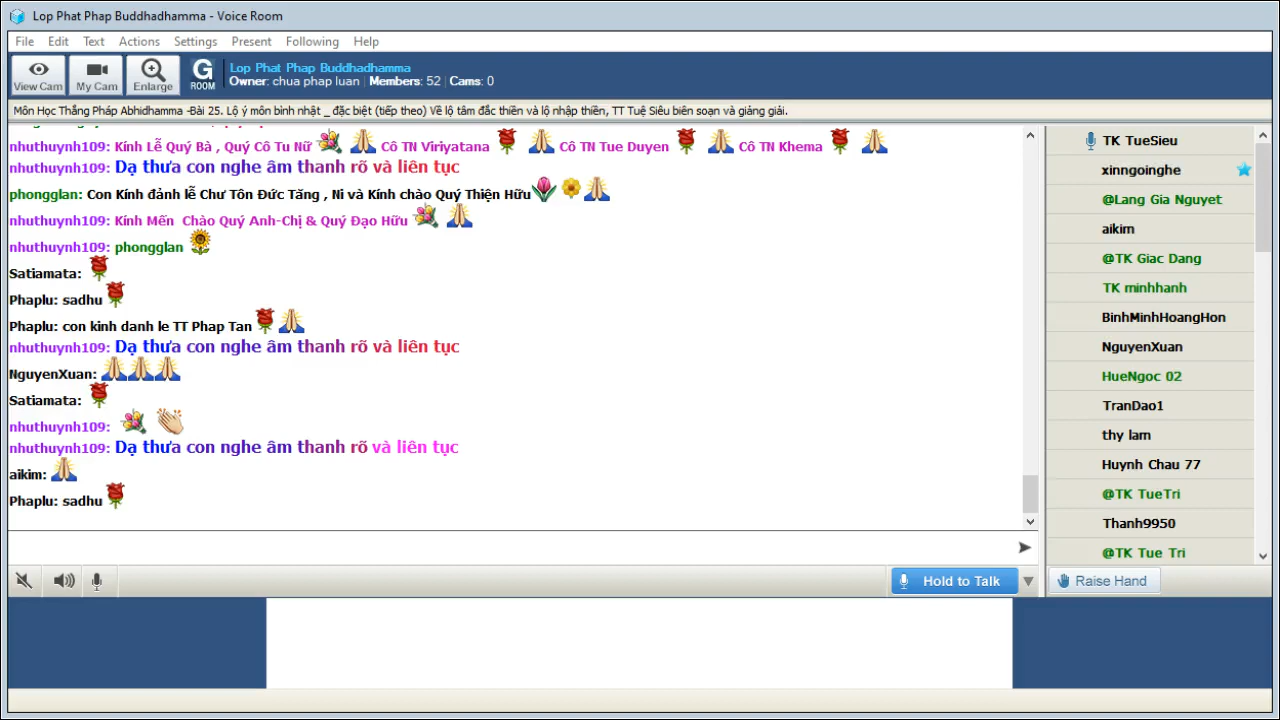 Lop Phat Phap Buddhadhamma - Voice Room
File Edit Text Actions Settings Present Following Help
View Cam My Cam Enlarge G ROOM
Lop Phat Phap Buddhadhamma
Owner: chua phap luan Members: 52 Cams: 0
Môn Học Thắng Pháp Abhidhamma -Bài 25. Lộ ý môn bình nhật _ đặc biệt (tiếp theo) Về lộ tâm đắc thiền và lộ nhập thiền, TT Tuệ Siêu biên soạn và giảng giải.
nhuthuynh109: Kính Lễ Quý Bà , Quý Cô Tu Nữ Cô TN Viriyatana Cô TN Tue Duyen Cô TN Khema
nhuthuynh109: Dạ thưa con nghe âm thanh rõ và liên tục
phongglan: Con Kính đảnh lễ Chư Tôn Đức Tăng , Ni và Kính chào Quý Thiện Hữu
nhuthuynh109: Kính Mến Chào Quý Anh-Chị & Quý Đạo Hữu
nhuthuynh109: phongglan
Satiamata:
Phaplu: sadhu
Phaplu: con kinh danh le TT Phap Tan
nhuthuynh109: Dạ thưa con nghe âm thanh rõ và liên tục
NguyenXuan:
Satiamata:
nhuthuynh109:
nhuthuynh109: Dạ thưa con nghe âm thanh rõ và liên tục
aikim:
Phaplu: sadhu
TK TueSieu
xinngoinghe
@Lang Gia Nguyet
aikim
@TK Giac Dang
TK minhhanh
BinhMinhHoangHon
NguyenXuan
HueNgoc 02
TranDao1
thy lam
Huynh Chau 77
@TK TueTri
Thanh9950
@TK Tue Tri
Hold to Talk
Raise Hand